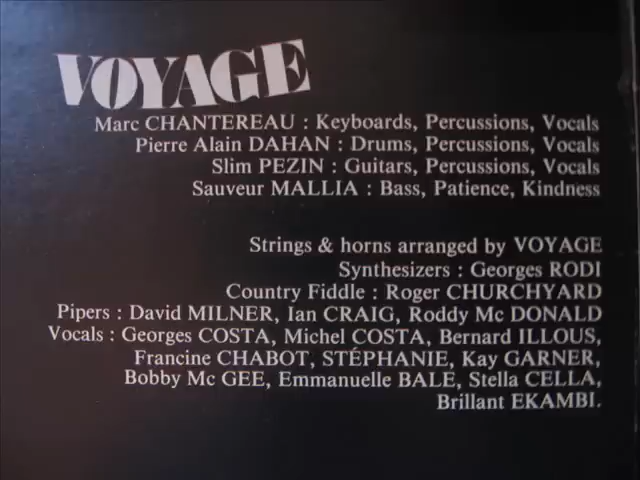 VOYAGE
Marc CHANTEREAU : Keyboards, Percussions, Vocals
Pierre Alain DAHAN : Drums, Percussions, Vocals
Slim PEZIN : Guitars, Percussions, Vocals
Sauveur MALLIA : Bass, Patience, Kindness
Strings & horns arranged by VOYAGE
Synthesizers : Georges RODI
Country Fiddle : Roger CHURCHYARD
Pipers : David MILNER, Ian CRAIG, Roddy Mc DONALD
Vocals : Georges COSTA, Michel COSTA, Bernard ILLOUS,
Francine CHABOT, STÉPHANIE, Kay GARNER,
Bobby Mc GEE, Emmanuelle BALE, Stella CELLA,
Brillant EKAMBI.